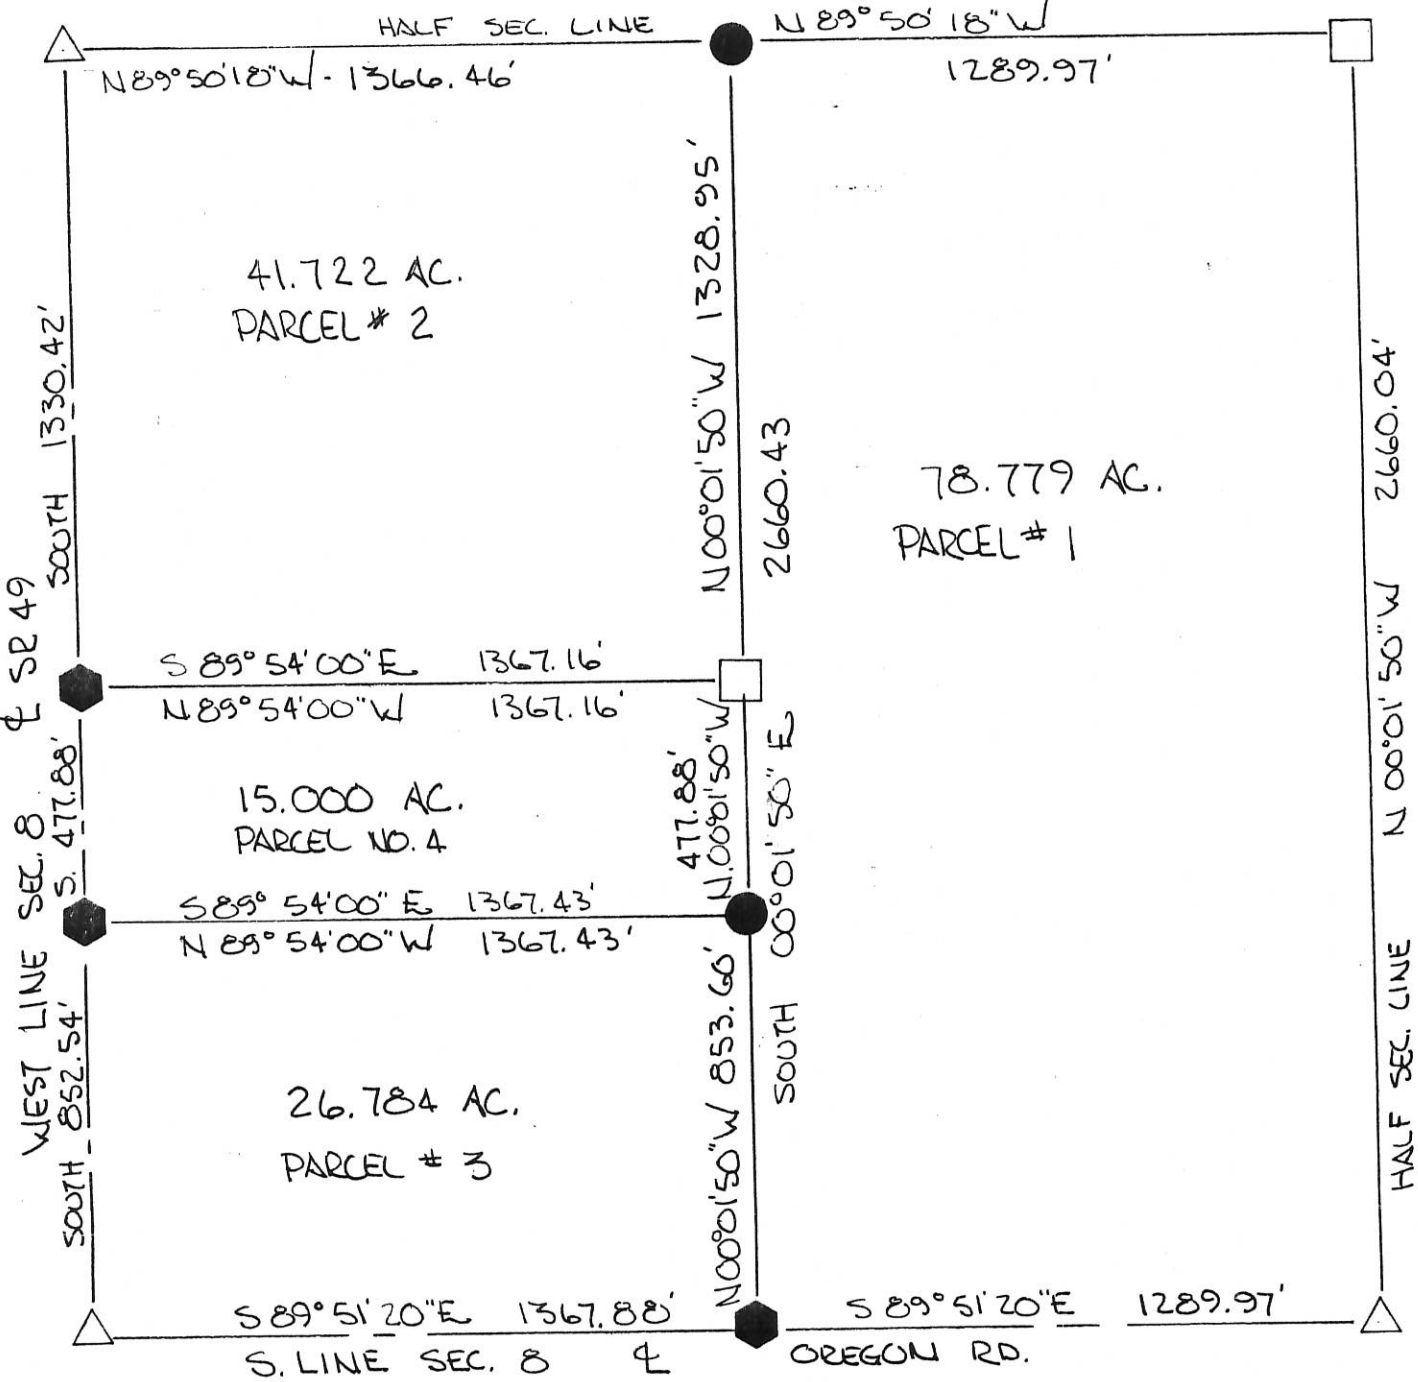 HALF SEC. LINE
N 89° 50' 18" W
N89°50'18"W - 1366.46'
1289.97'
SOUTH 1330.42'
41.722 AC.
PARCEL # 2
N00°01'50"W 1328.95'
2660.43
SOUTH 00°01'50" E
78.779 AC.
PARCEL # 1
N 00°01'50"W 2660.04'
HALF SEC. LINE
℄ SR 49
WEST LINE SEC. 8
S 89° 54'00" E 1367.16'
N 89° 54'00" W 1367.16'
S. 477.88'
15.000 AC.
PARCEL NO. 4
477.88'
N.00°01'50"W
S89° 54'00" E 1367.43'
N 89° 54'00" W 1367.43'
SOUTH - 852.54'
26.784 AC.
PARCEL # 3
N00°01'50"W 853.60'
S 89° 51' 20"E 1367.88'
S 89° 51' 20"E 1289.97'
S. LINE SEC. 8 ℄ OREGON RD.